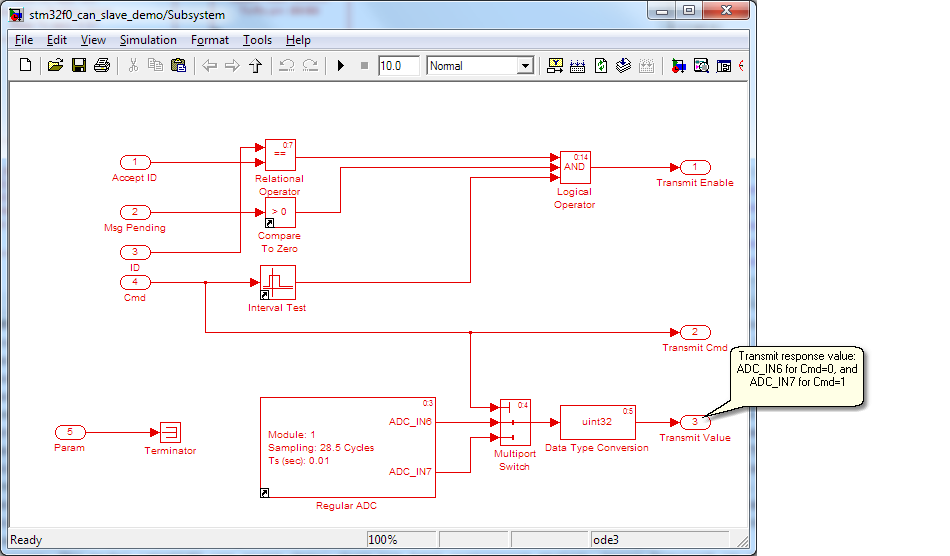 stm32f0_can_slave_demo/Subsystem
File Edit View Simulation Format Tools Help
10.0 Normal
0:7
==
Relational
Operator
1
Accept ID
0:14
AND
Logical
Operator
1
Transmit Enable
2
Msg Pending
> 0
Compare
To Zero
3
ID
4
Cmd
Interval Test
2
Transmit Cmd
Transmit response value:
ADC_IN6 for Cmd=0, and
ADC_IN7 for Cmd=1
0:3
ADC_IN6
Module: 1
Sampling: 28.5 Cycles
Ts (sec): 0.01
ADC_IN7
Regular ADC
0:4
Multiport
Switch
0:5
uint32
Data Type Conversion
3
Transmit Value
5
Param
Terminator
Ready 100% ode3